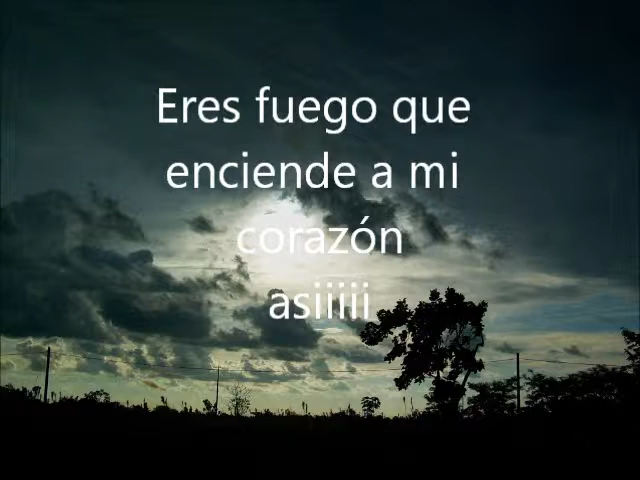 Eres fuego que
enciende a mi
corazón
asiiiii